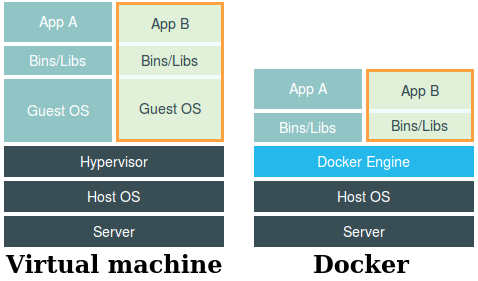 App A
App B
Bins/Libs
Bins/Libs
Guest OS
Guest OS
Hypervisor
Host OS
Server
Virtual machine
App A
App B
Bins/Libs
Bins/Libs
Docker Engine
Host OS
Server
Docker